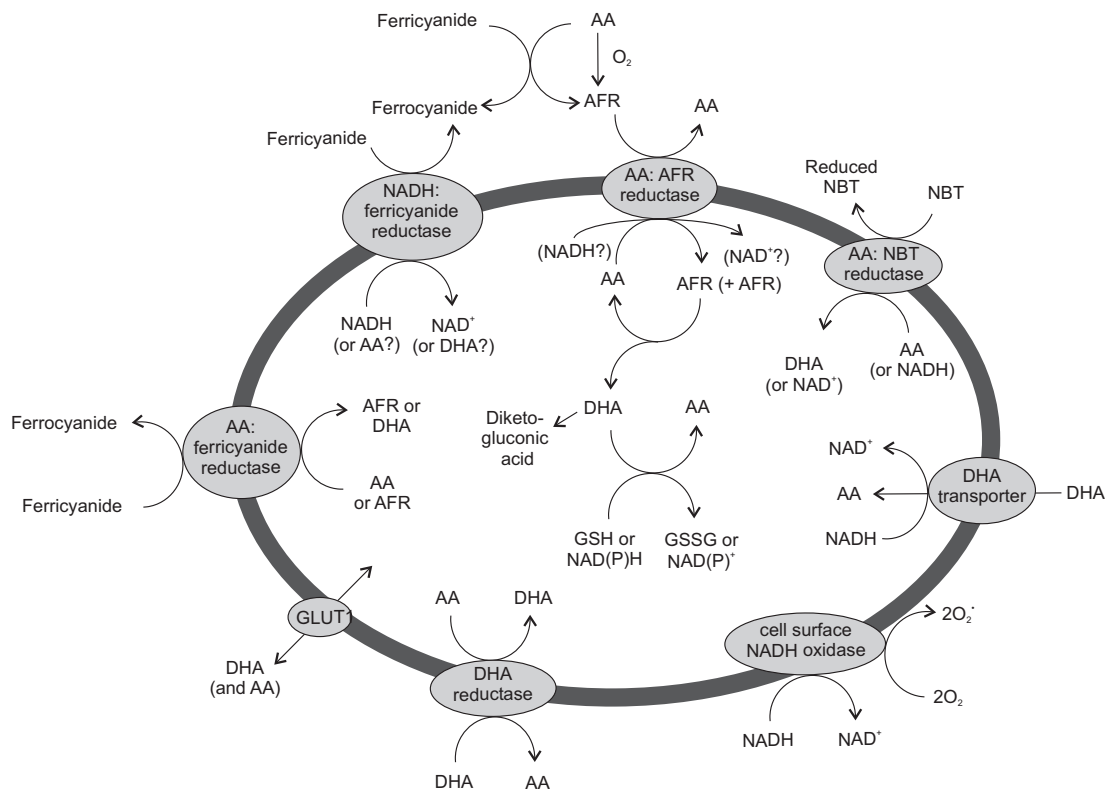 Ferricyanide
AA
O₂
Ferrocyanide
AFR
AA
Ferricyanide
NADH:
ferricyanide
reductase
AA: AFR
reductase
Reduced
NBT
NBT
AA: NBT
reductase
(NADH?)
(NAD⁺?)
AA
AFR (+ AFR)
NADH
(or AA?)
NAD⁺
(or DHA?)
DHA
(or NAD⁺)
AA
(or NADH)
Ferrocyanide
AA:
ferricyanide
reductase
AFR or
DHA
Ferricyanide
AA
or AFR
Diketo-
gluconic
acid
DHA
AA
GSH or
NAD(P)H
GSSG or
NAD(P)⁺
NAD⁺
AA
NADH
DHA
transporter
DHA
GLUT1
DHA
(and AA)
AA
DHA
DHA
reductase
DHA
AA
cell surface
NADH oxidase
2O₂˙
2O₂
NADH
NAD⁺